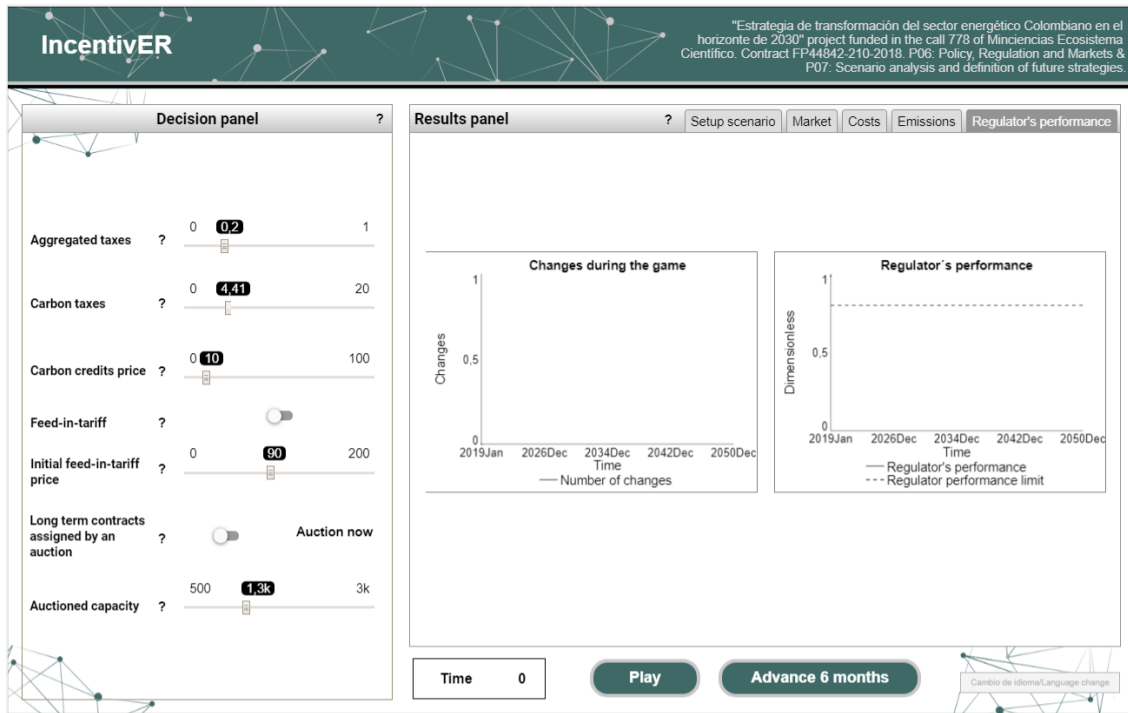 IncentivER
"Estrategia de transformación del sector energético Colombiano en el
horizonte de 2030" project funded in the call 778 of Minciencias Ecosistema
Científico. Contract FP44842-210-2018. P06: Policy, Regulation and Markets &
P07: Scenario analysis and definition of future strategies.
Decision panel ?
Aggregated taxes ? 0 0,2 1
Carbon taxes ? 0 4,41 20
Carbon credits price ? 0 10 100
Feed-in-tariff ?
Initial feed-in-tariff
price ? 0 90 200
Long term contracts
assigned by an
auction ? Auction now
Auctioned capacity ? 500 1,3k 3k
Results panel ? Setup scenario Market Costs Emissions Regulator's performance
Changes during the game
Changes
1
0,5
0
2019Jan 2026Dec 2034Dec 2042Dec 2050Dec
Time
Number of changes
Regulator´s performance
Dimensionless
1
0,5
0
2019Jan 2026Dec 2034Dec 2042Dec 2050Dec
Time
Regulator's performance
Regulator performance limit
Time 0
Play
Advance 6 months
Cambio de idioma/Language change